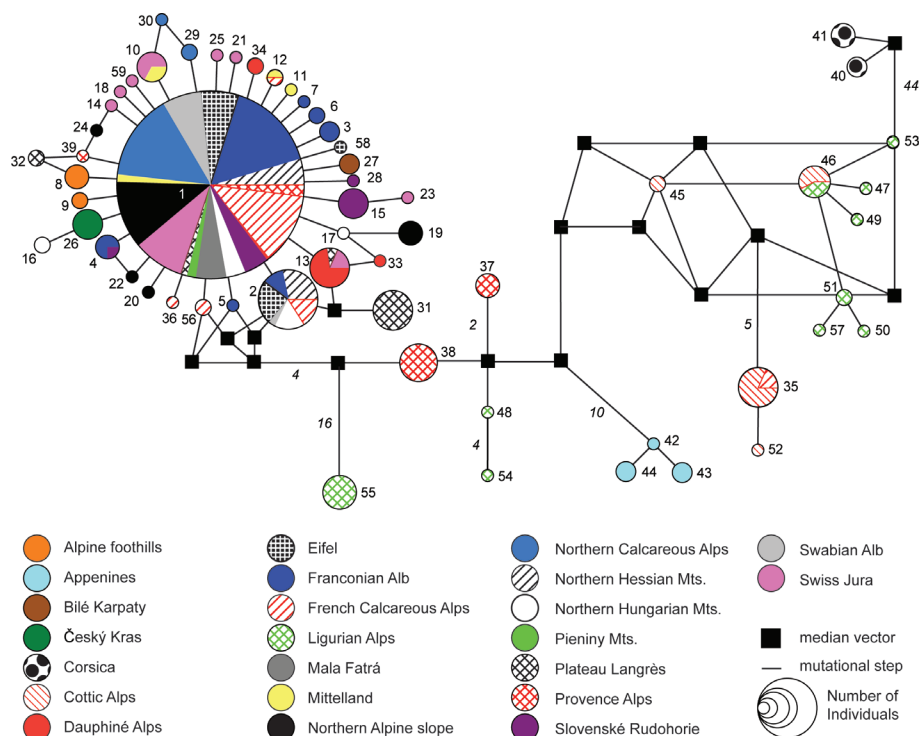 30
29
25
21
34
12
11
7
6
3
58
27
28
15
23
17
19
33
13
10
59
18
14
24
39
32
8
9
26
16
4
22
20
36
56
5
2
1
31
37
2
38
4
16
55
48
4
54
10
42
44
43
41
40
44
53
46
47
49
45
51
57
50
5
35
52
Alpine foothills
Appenines
Bilé Karpaty
Český Kras
Corsica
Cottic Alps
Dauphiné Alps
Eifel
Franconian Alb
French Calcareous Alps
Ligurian Alps
Mala Fatrá
Mittelland
Northern Alpine slope
Northern Calcareous Alps
Northern Hessian Mts.
Northern Hungarian Mts.
Pieniny Mts.
Plateau Langrès
Provence Alps
Slovenské Rudohorie
Swabian Alb
Swiss Jura
median vector
mutational step
Number of
Individuals